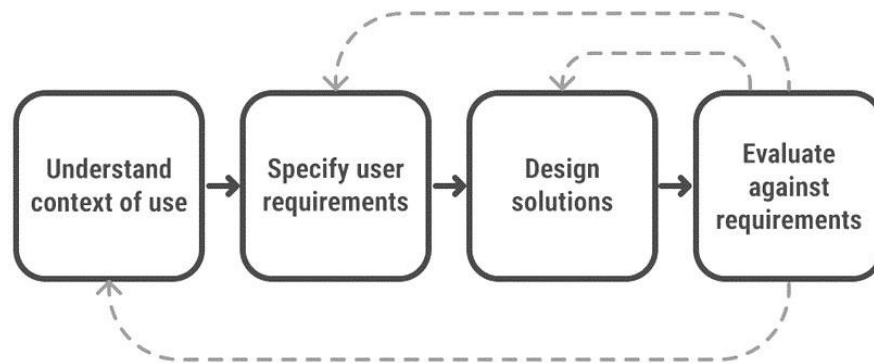 Understand
context of use
Specify user
requirements
Design
solutions
Evaluate
against
requirements